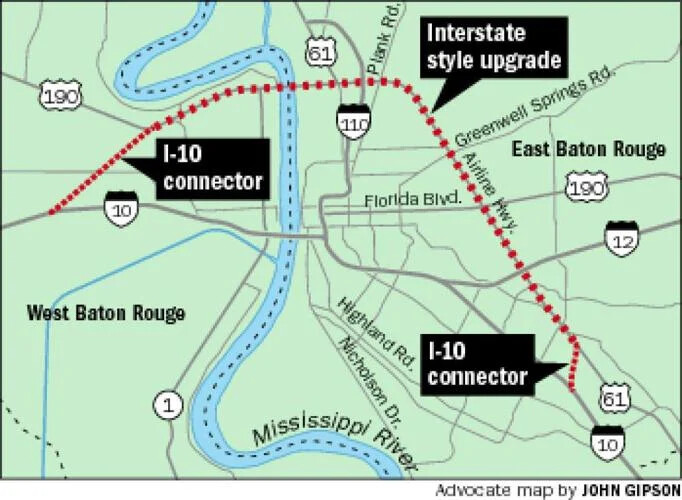 61
Plank Rd.
Interstate
style upgrade
190
110
Greenwell Springs Rd.
I-10
connector
East Baton Rouge
Airline Hwy.
190
Florida Blvd.
10
12
West Baton Rouge
Highland Rd.
I-10
connector
Nicholson Dr.
1
61
Mississippi River
10
Advocate map by JOHN GIPSON